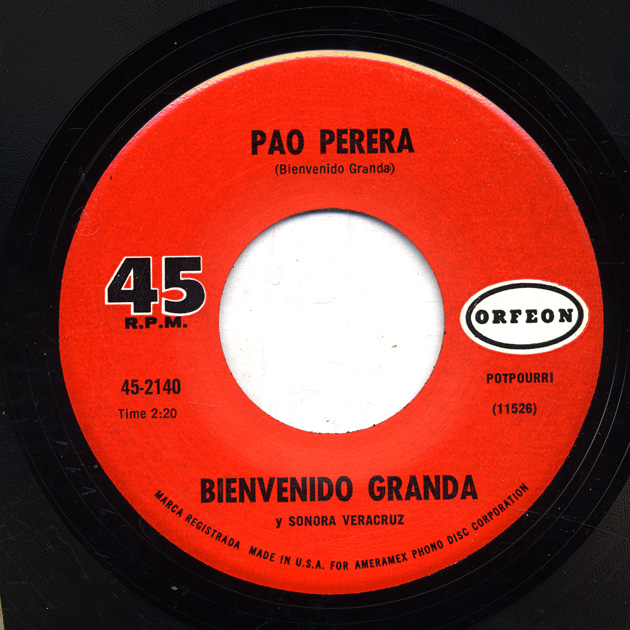 PAO PERERA
(Bienvenido Granda)
45
R.P.M.
ORFEON
45-2140
Time 2:20
POTPOURRI
(11526)
BIENVENIDO GRANDA
y SONORA VERACRUZ
MARCA REGISTRADA MADE IN U.S.A. FOR AMERAMEX PHONO DISC CORPORATION